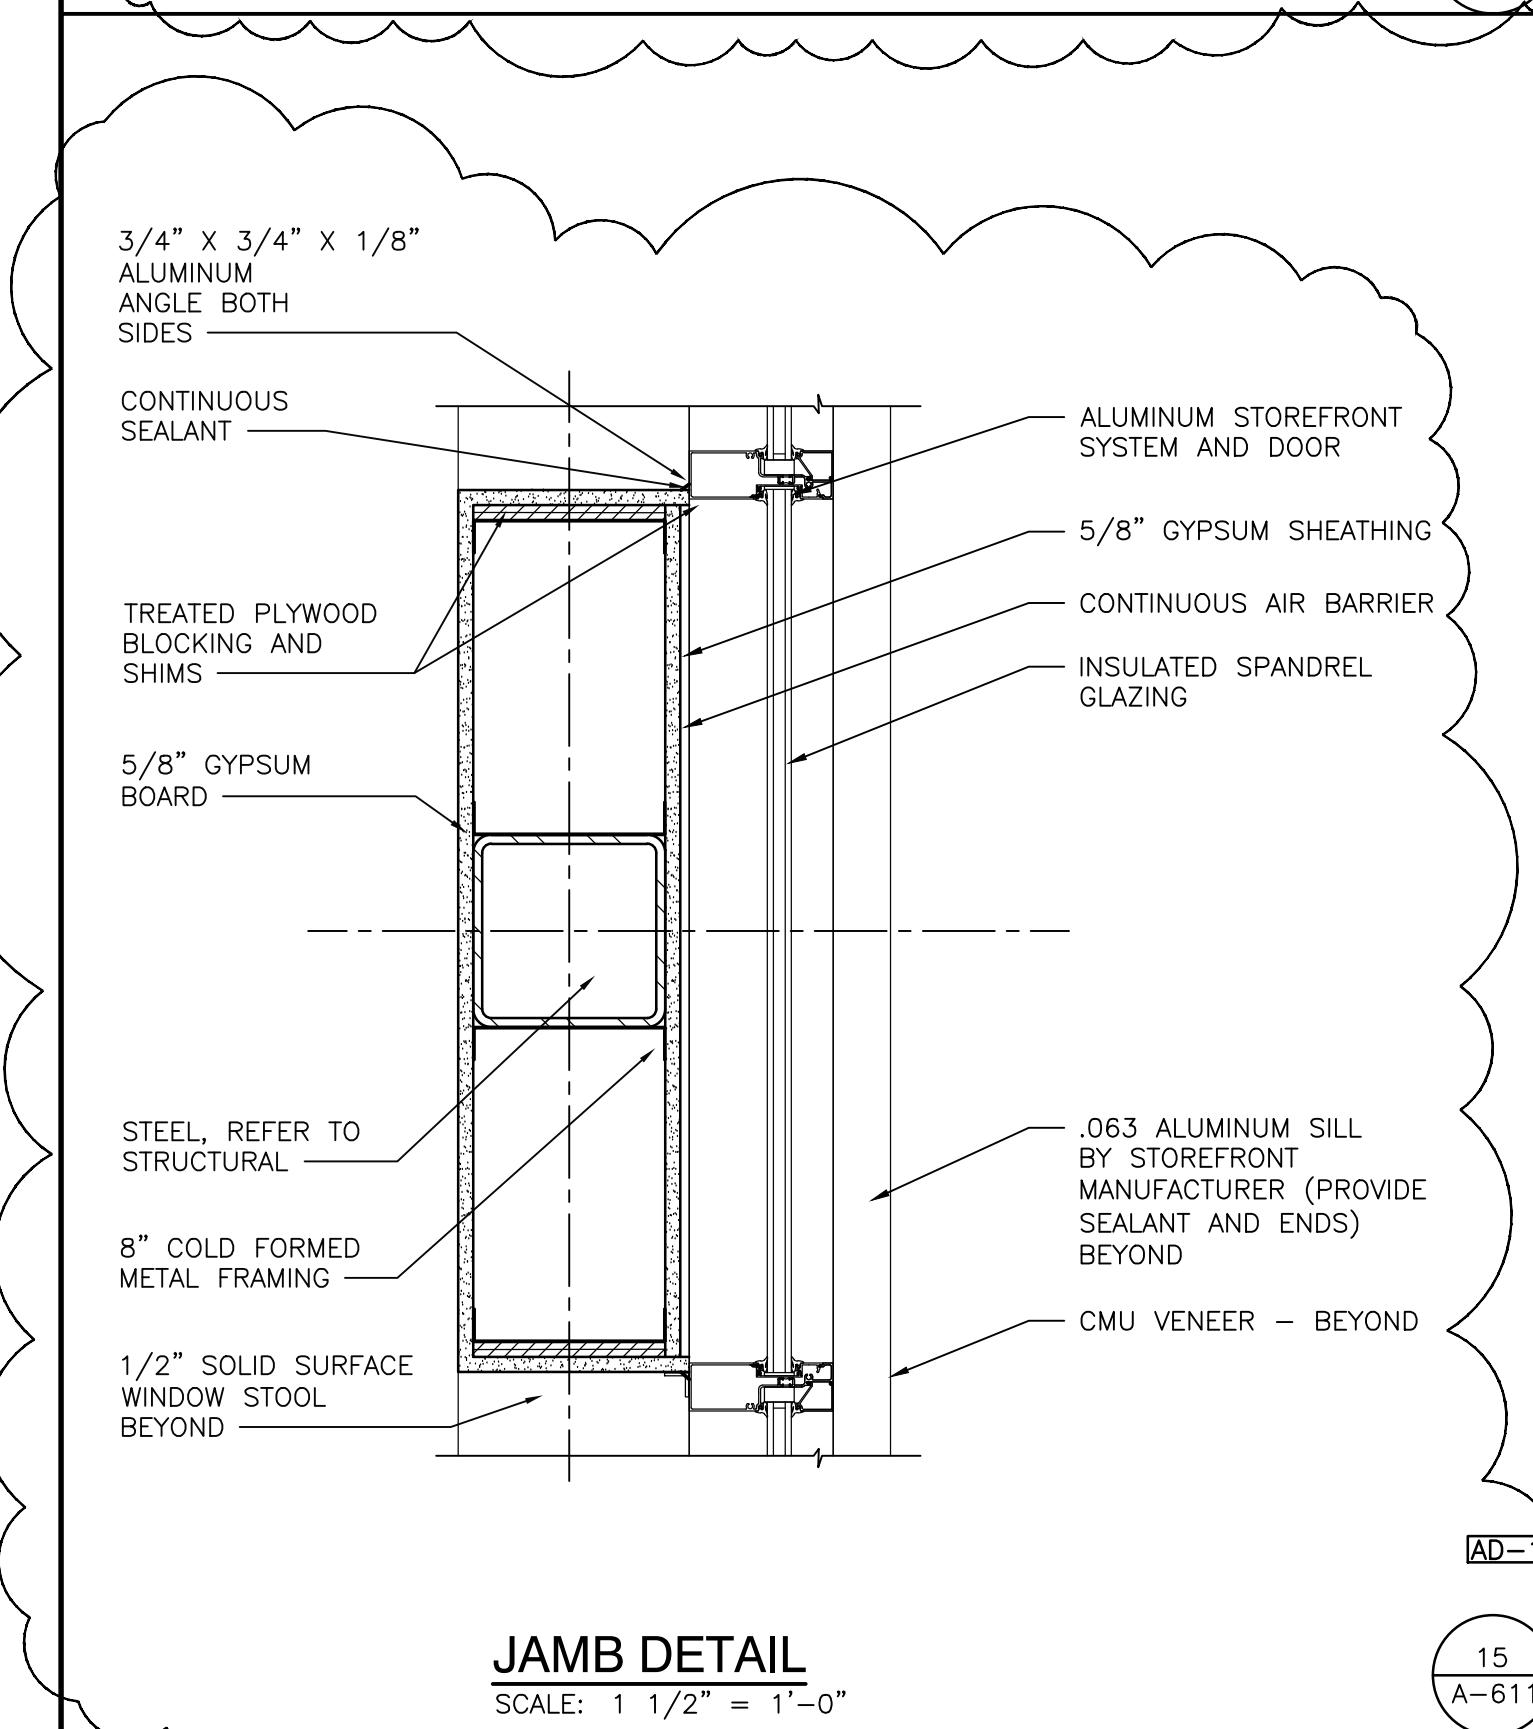 3/4” X 3/4” X 1/8”
ALUMINUM
ANGLE BOTH
SIDES
CONTINUOUS
SEALANT
TREATED PLYWOOD
BLOCKING AND
SHIMS
5/8” GYPSUM
BOARD
STEEL, REFER TO
STRUCTURAL
8” COLD FORMED
METAL FRAMING
1/2” SOLID SURFACE
WINDOW STOOL
BEYOND
ALUMINUM STOREFRONT
SYSTEM AND DOOR
5/8” GYPSUM SHEATHING
CONTINUOUS AIR BARRIER
INSULATED SPANDREL
GLAZING
.063 ALUMINUM SILL
BY STOREFRONT
MANUFACTURER (PROVIDE
SEALANT AND ENDS)
BEYOND
CMU VENEER – BEYOND
AD–1
15
A–611
JAMB DETAIL
SCALE: 1 1/2” = 1’–0”